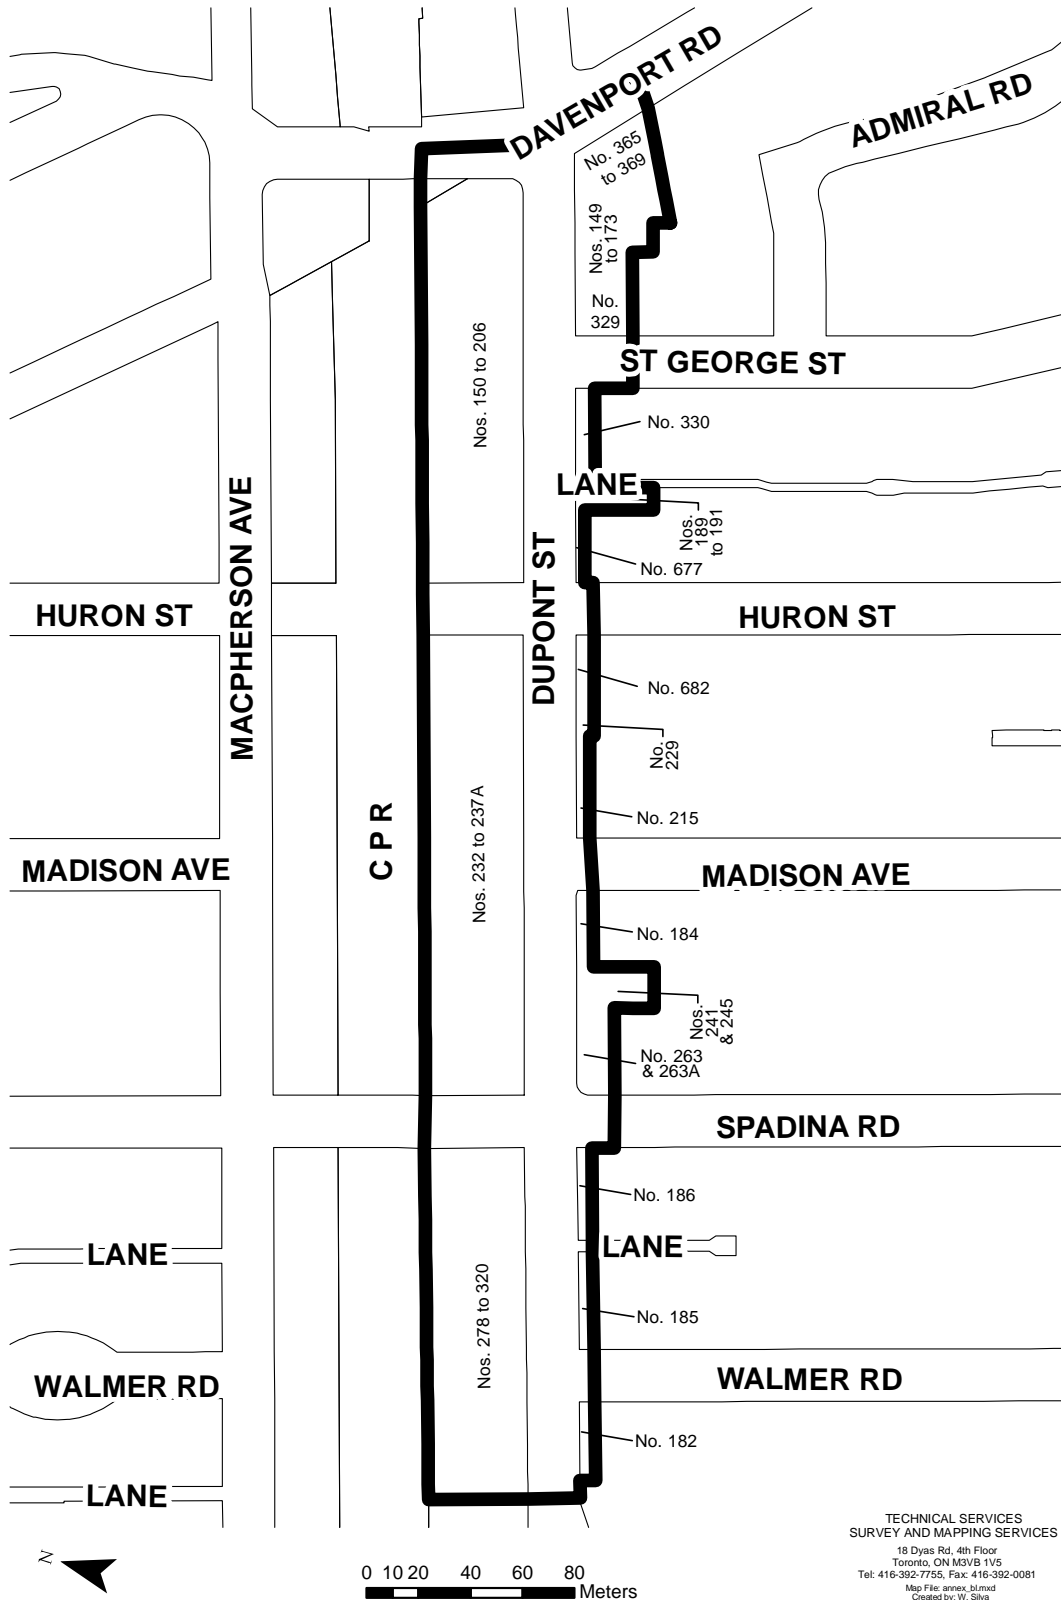 DAVENPORT RD
ADMIRAL RD
No. 365
to 369
Nos. 149
to 173
No.
329
Nos. 150 to 206
ST GEORGE ST
No. 330
LANE
Nos.
189
to 191
No. 677
MACPHERSON AVE
DUPONT ST
HURON ST
HURON ST
No. 682
No.
229
No. 215
C P R
Nos. 232 to 237A
MADISON AVE
MADISON AVE
No. 184
Nos.
241
& 245
No. 263
& 263A
SPADINA RD
No. 186
LANE
LANE
No. 185
Nos. 278 to 320
WALMER RD
WALMER RD
No. 182
LANE
N
0 10 20 40 60 80
Meters
TECHNICAL SERVICES
SURVEY AND MAPPING SERVICES
18 Dyas Rd, 4th Floor
Toronto, ON M3VB 1V5
Tel: 416-392-7755, Fax: 416-392-0081
Map File: annex_bl.mxd
Created by: W. Silva